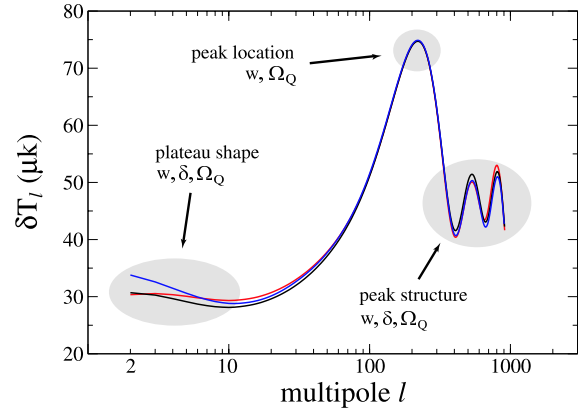 80
70
60
50
40
30
20
δT_l (μk)
peak location
w, Ω_Q
plateau shape
w, δ, Ω_Q
peak structure
w, δ, Ω_Q
2
10
100
1000
multipole l